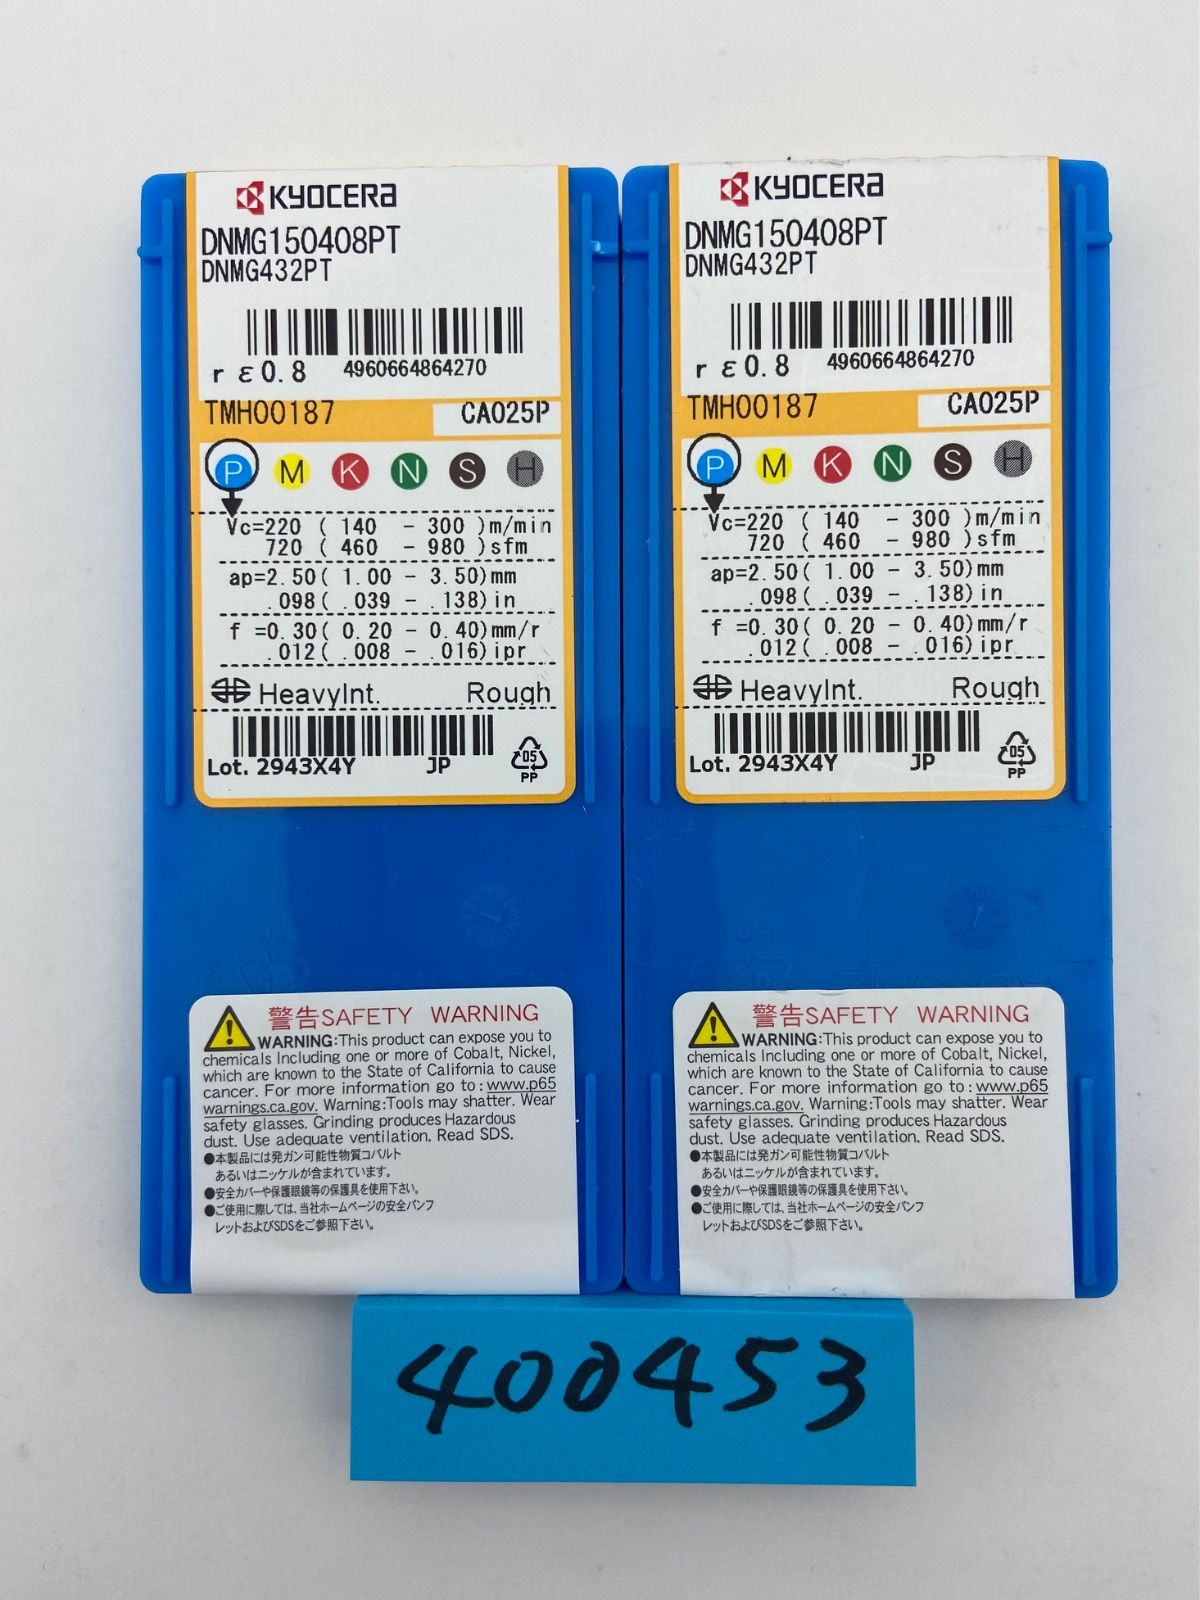 KYOCERA
DNMG150408PT
DNMG432PT
rε0.8 4960664864270
TMH00187 CA025P
P M K N S H
Vc=220 ( 140 - 300 )m/min
720 ( 460 - 980 )sfm
ap=2.50( 1.00 - 3.50)mm
.098( .039 - .138)in
f =0.30( 0.20 - 0.40)mm/r
.012( .008 - .016)ipr
HeavyInt. Rough
Lot. 2943X4Y JP
05
PP
警告SAFETY WARNING
WARNING:This product can expose you to
chemicals Including one or more of Cobalt, Nickel,
which are known to the State of California to cause
cancer. For more information go to : www.p65
warnings.ca.gov. Warning:Tools may shatter. Wear
safety glasses. Grinding produces Hazardous
dust. Use adequate ventilation. Read SDS.
●本製品には発ガン可能性物質コバルト
あるいはニッケルが含まれています。
●安全カバーや保護眼鏡等の保護具を使用下さい。
●ご使用に際しては、当社ホームページの安全パンフ
レットおよびSDSをご参照下さい。
KYOCERA
DNMG150408PT
DNMG432PT
rε0.8 4960664864270
TMH00187 CA025P
P M K N S H
Vc=220 ( 140 - 300 )m/min
720 ( 460 - 980 )sfm
ap=2.50( 1.00 - 3.50)mm
.098( .039 - .138)in
f =0.30( 0.20 - 0.40)mm/r
.012( .008 - .016)ipr
HeavyInt. Rough
Lot. 2943X4Y JP
05
PP
警告SAFETY WARNING
WARNING:This product can expose you to
chemicals Including one or more of Cobalt, Nickel,
which are known to the State of California to cause
cancer. For more information go to : www.p65
warnings.ca.gov. Warning:Tools may shatter. Wear
safety glasses. Grinding produces Hazardous
dust. Use adequate ventilation. Read SDS.
●本製品には発ガン可能性物質コバルト
あるいはニッケルが含まれています。
●安全カバーや保護眼鏡等の保護具を使用下さい。
●ご使用に際しては、当社ホームページの安全パンフ
レットおよびSDSをご参照下さい。
400453